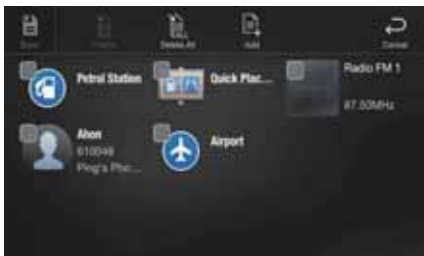 Save
Delete
Delete All
Add
Cancel
Petrol Station
Quick Plac...
Radio FM 1
87.50MHz
Ahon
610046
Ping's Pho...
Airport